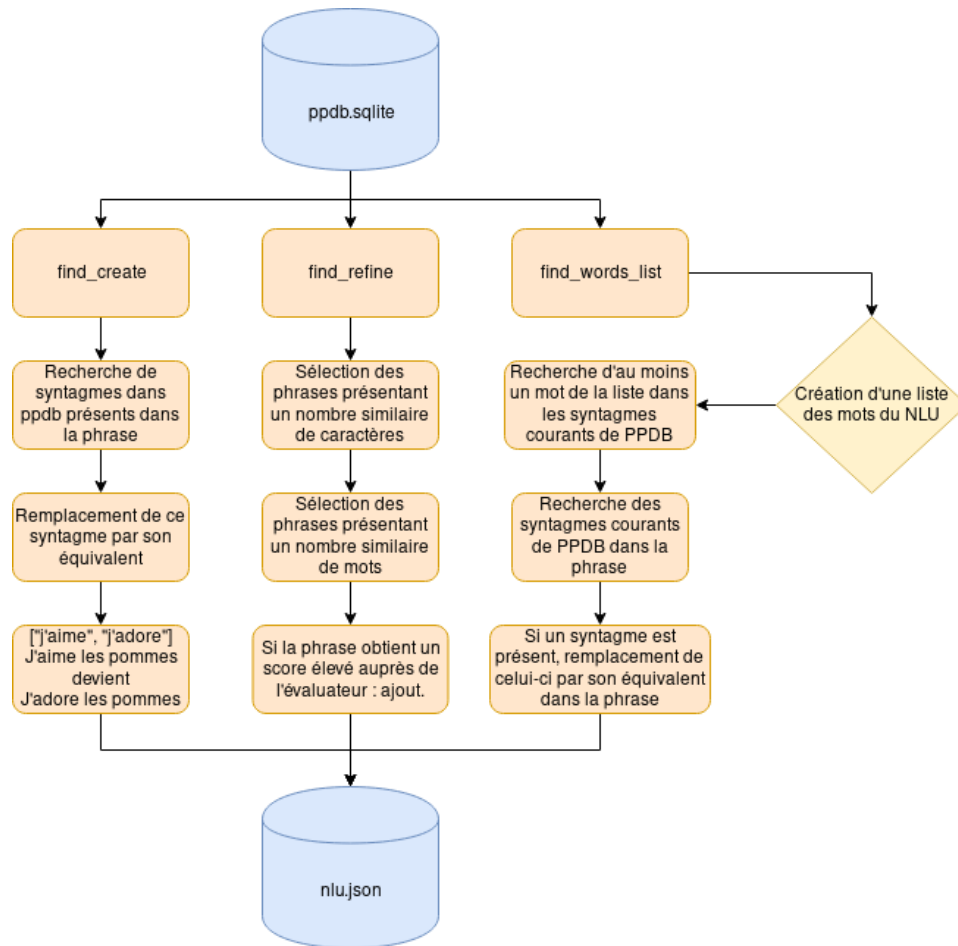 ppdb.sqlite
find_create
find_refine
find_words_list
Recherche de
syntagmes dans
ppdb présents dans
la phrase
Sélection des
phrases présentant
un nombre similaire
de caractères
Recherche d'au moins
un mot de la liste dans
les syntagmes
courants de PPDB
Création d'une liste
des mots du NLU
Remplacement de ce
syntagme par son
équivalent
Sélection des
phrases présentant
un nombre similaire
de mots
Recherche des
syntagmes courants
de PPDB dans la
phrase
["j'aime", "j'adore"]
J'aime les pommes
devient
J'adore les pommes
Si la phrase obtient un
score élevé auprès de
l'évaluateur : ajout.
Si un syntagme est
présent, remplacement de
celui-ci par son équivalent
dans la phrase
nlu.json